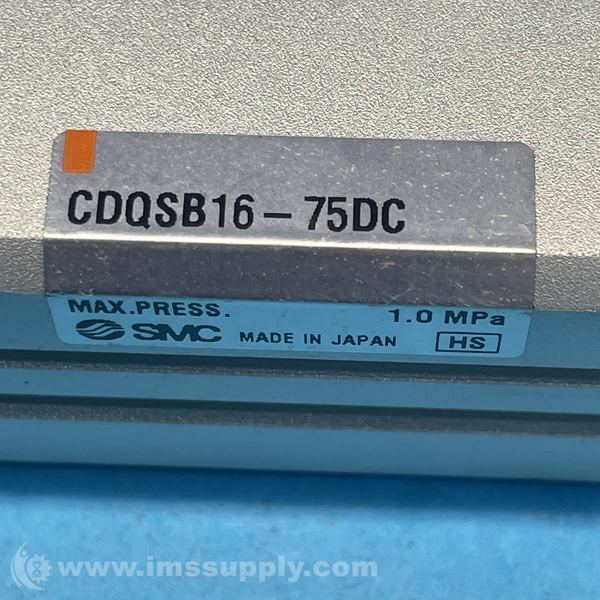 CDQSB16-75DC
MAX.PRESS. 1.0 MPa
SMC MADE IN JAPAN HS
www.imssupply.com